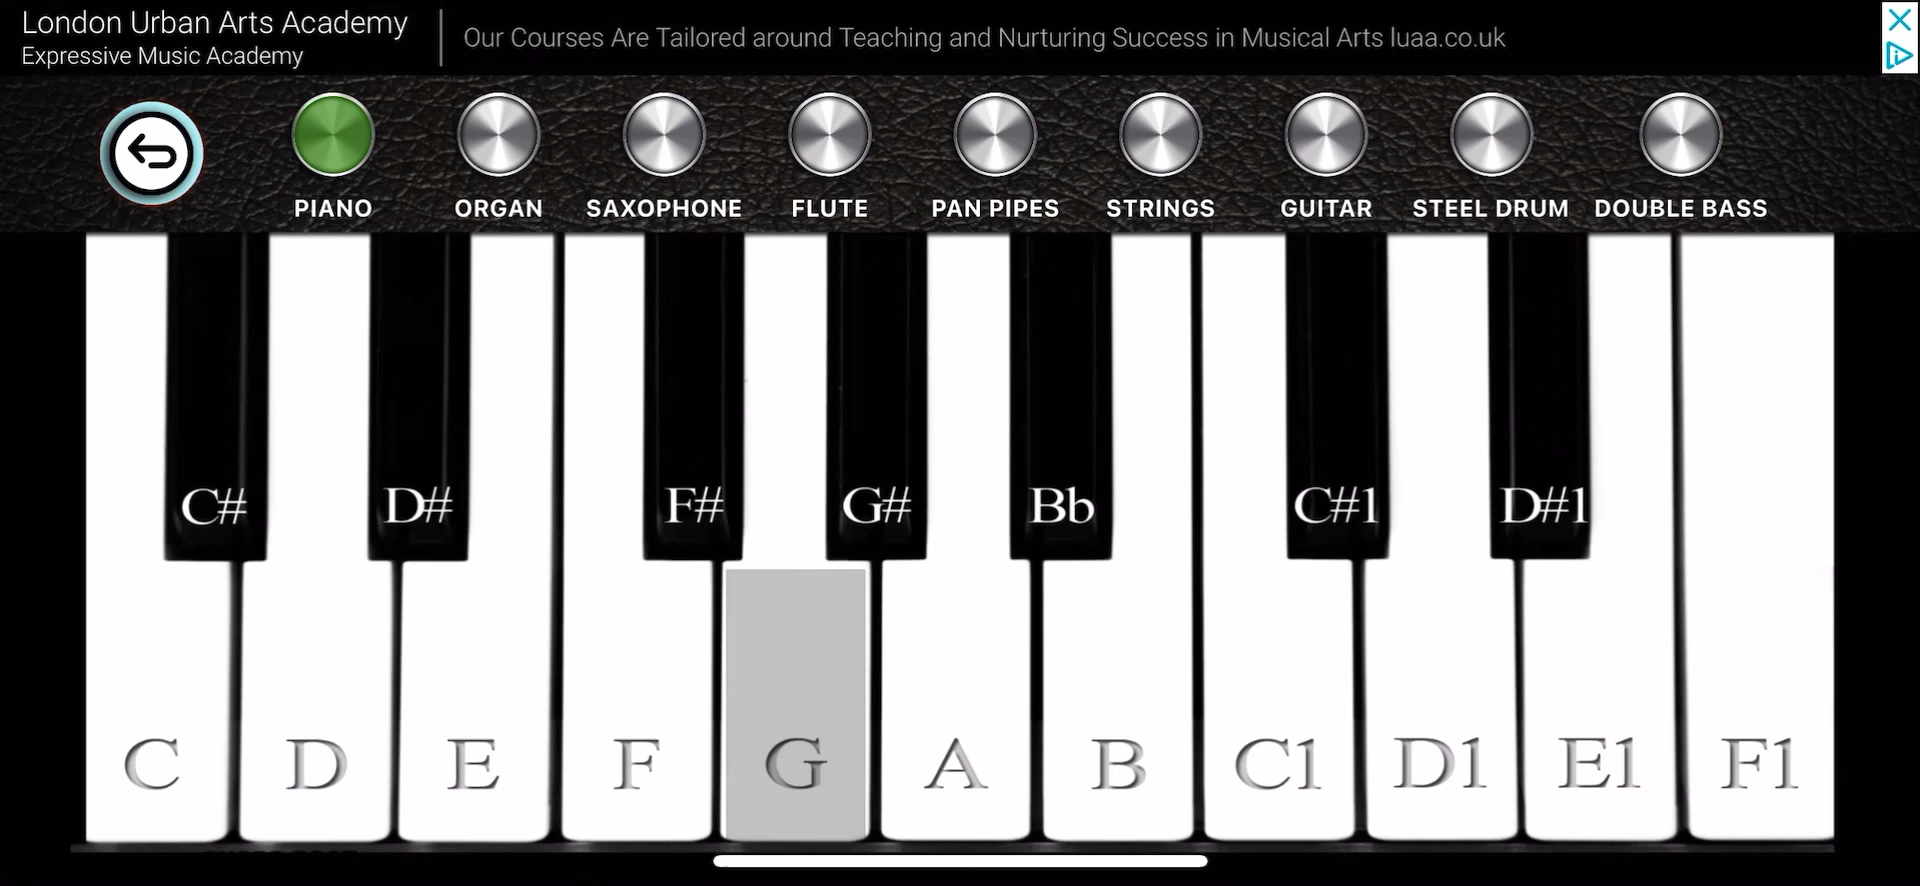 London Urban Arts Academy
Expressive Music Academy
Our Courses Are Tailored around Teaching and Nurturing Success in Musical Arts luaa.co.uk
PIANO ORGAN SAXOPHONE FLUTE PAN PIPES STRINGS GUITAR STEEL DRUM DOUBLE BASS
C# D# F# G# Bb C#1 D#1
C D E F G A B C1 D1 E1 F1